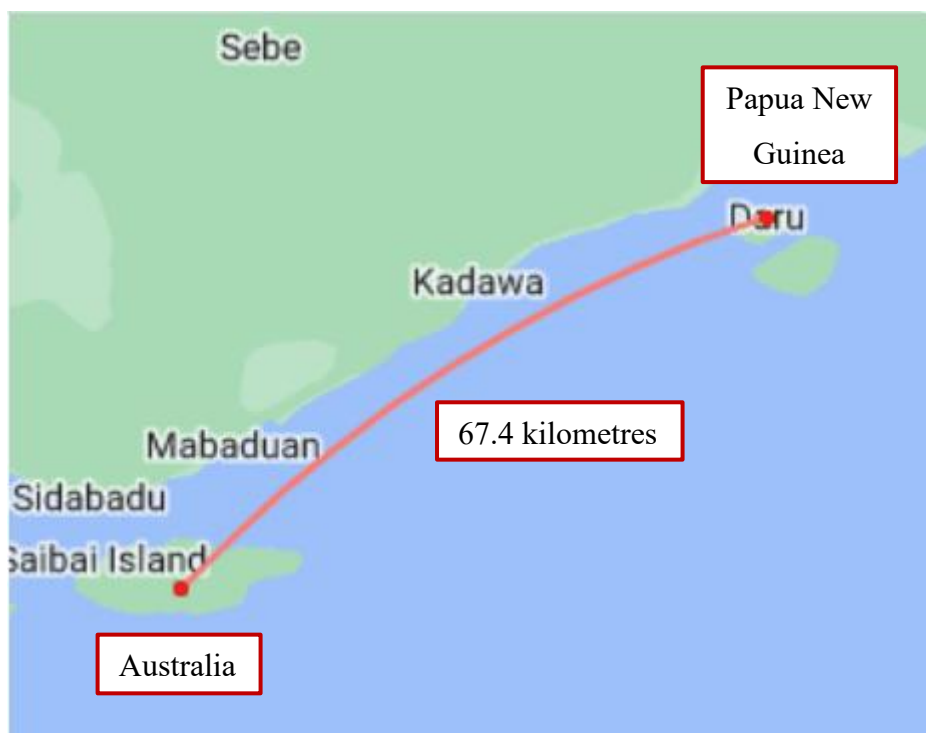 Sebe
Papua New
Guinea
Daru
Kadawa
67.4 kilometres
Mabaduan
Sidabadu
Saibai Island
Australia